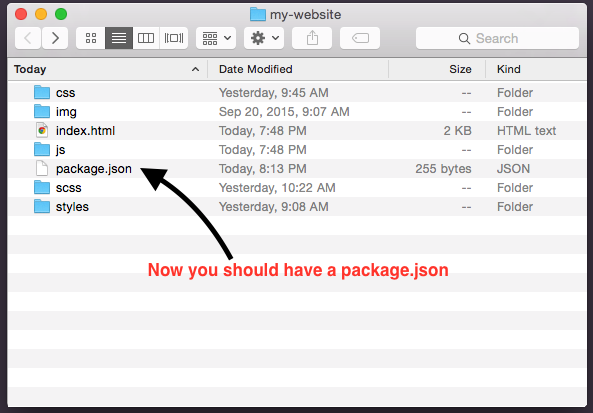 my-website
Search
Today Date Modified Size Kind
css Yesterday, 9:45 AM -- Folder
img Sep 20, 2015, 9:07 AM -- Folder
index.html Today, 7:48 PM 2 KB HTML text
js Today, 7:48 PM -- Folder
package.json Today, 8:13 PM 255 bytes JSON
scss Yesterday, 10:22 AM -- Folder
styles Yesterday, 9:08 AM -- Folder
Now you should have a package.json